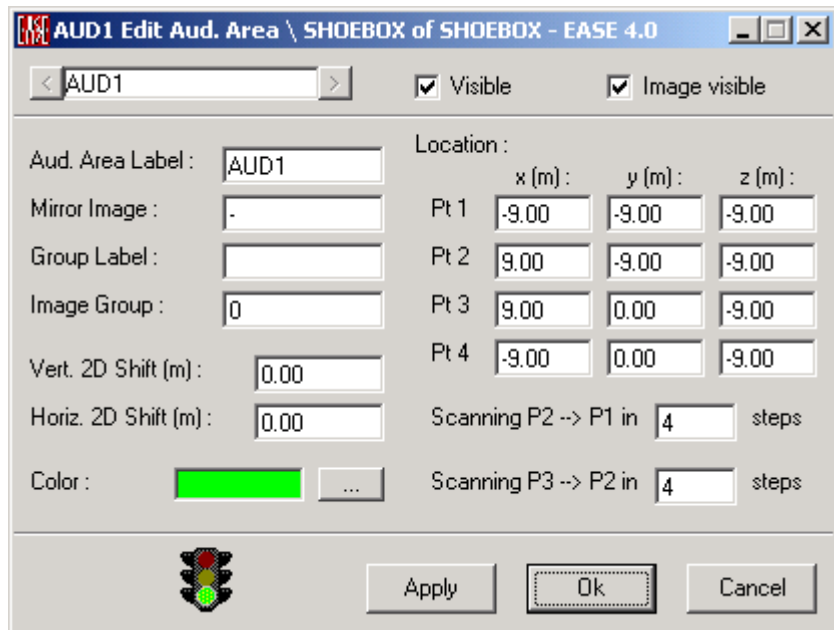 EASE AUD1 Edit Aud. Area \ SHOEBOX of SHOEBOX - EASE 4.0
< AUD1 > Visible Image visible
Aud. Area Label : AUD1
Mirror Image : -
Group Label :
Image Group : 0
Vert. 2D Shift (m) : 0.00
Horiz. 2D Shift (m) : 0.00
Color : ...
Location :
x (m) : y (m) : z (m) :
Pt 1 -9.00 -9.00 -9.00
Pt 2 9.00 -9.00 -9.00
Pt 3 9.00 0.00 -9.00
Pt 4 -9.00 0.00 -9.00
Scanning P2 --> P1 in 4 steps
Scanning P3 --> P2 in 4 steps
Apply Ok Cancel